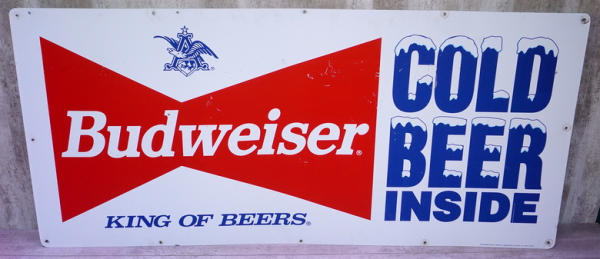 Budweiser®
KING OF BEERS®
COLD
BEER
INSIDE